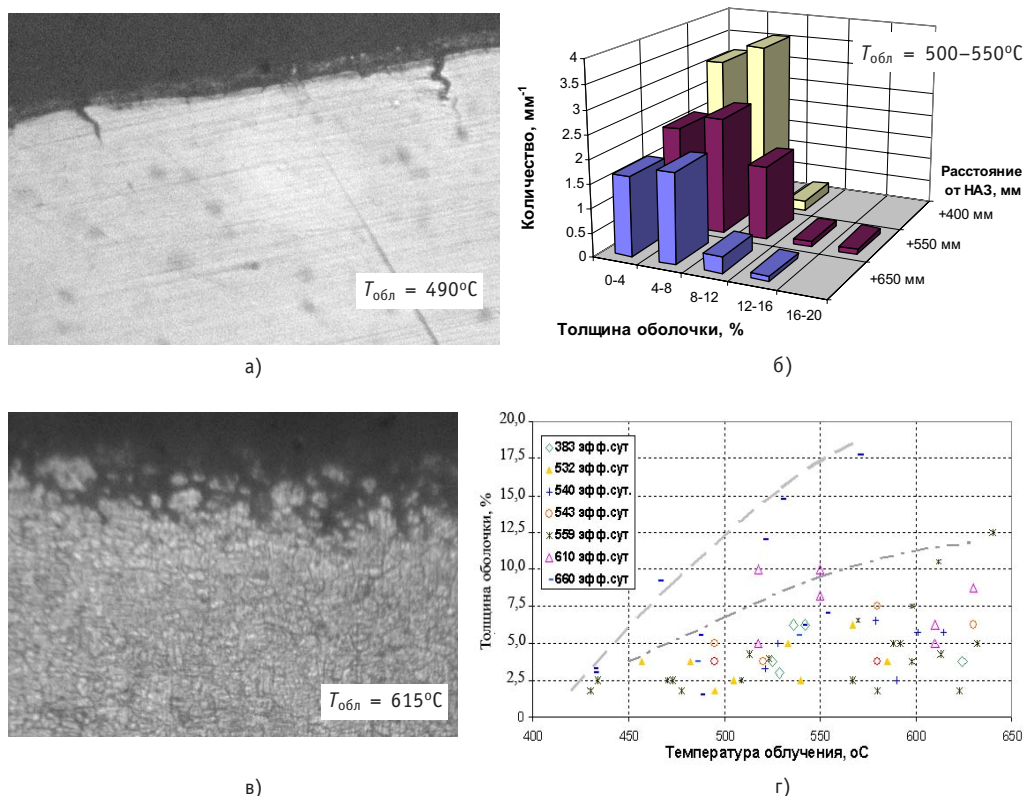 Tобл = 490°C
а)
Tобл = 500–550°C
Количество, мм-1
4
3.5
3
2.5
2
1.5
1
0.5
0
0-4
4-8
8-12
12-16
16-20
Толщина оболочки, %
Расстояние
от НАЗ, мм
+400 мм
+550 мм
+650 мм
б)
Tобл = 615°C
в)
Толщина оболочки, %
20,0
17,5
15,0
12,5
10,0
7,5
5,0
2,5
0
383 эфф.сут
532 эфф.сут
540 эфф.сут.
543 эфф.сут
559 эфф.сут
610 эфф.сут
660 эфф.сут
400
450
500
550
600
650
Температура облучения, оС
г)